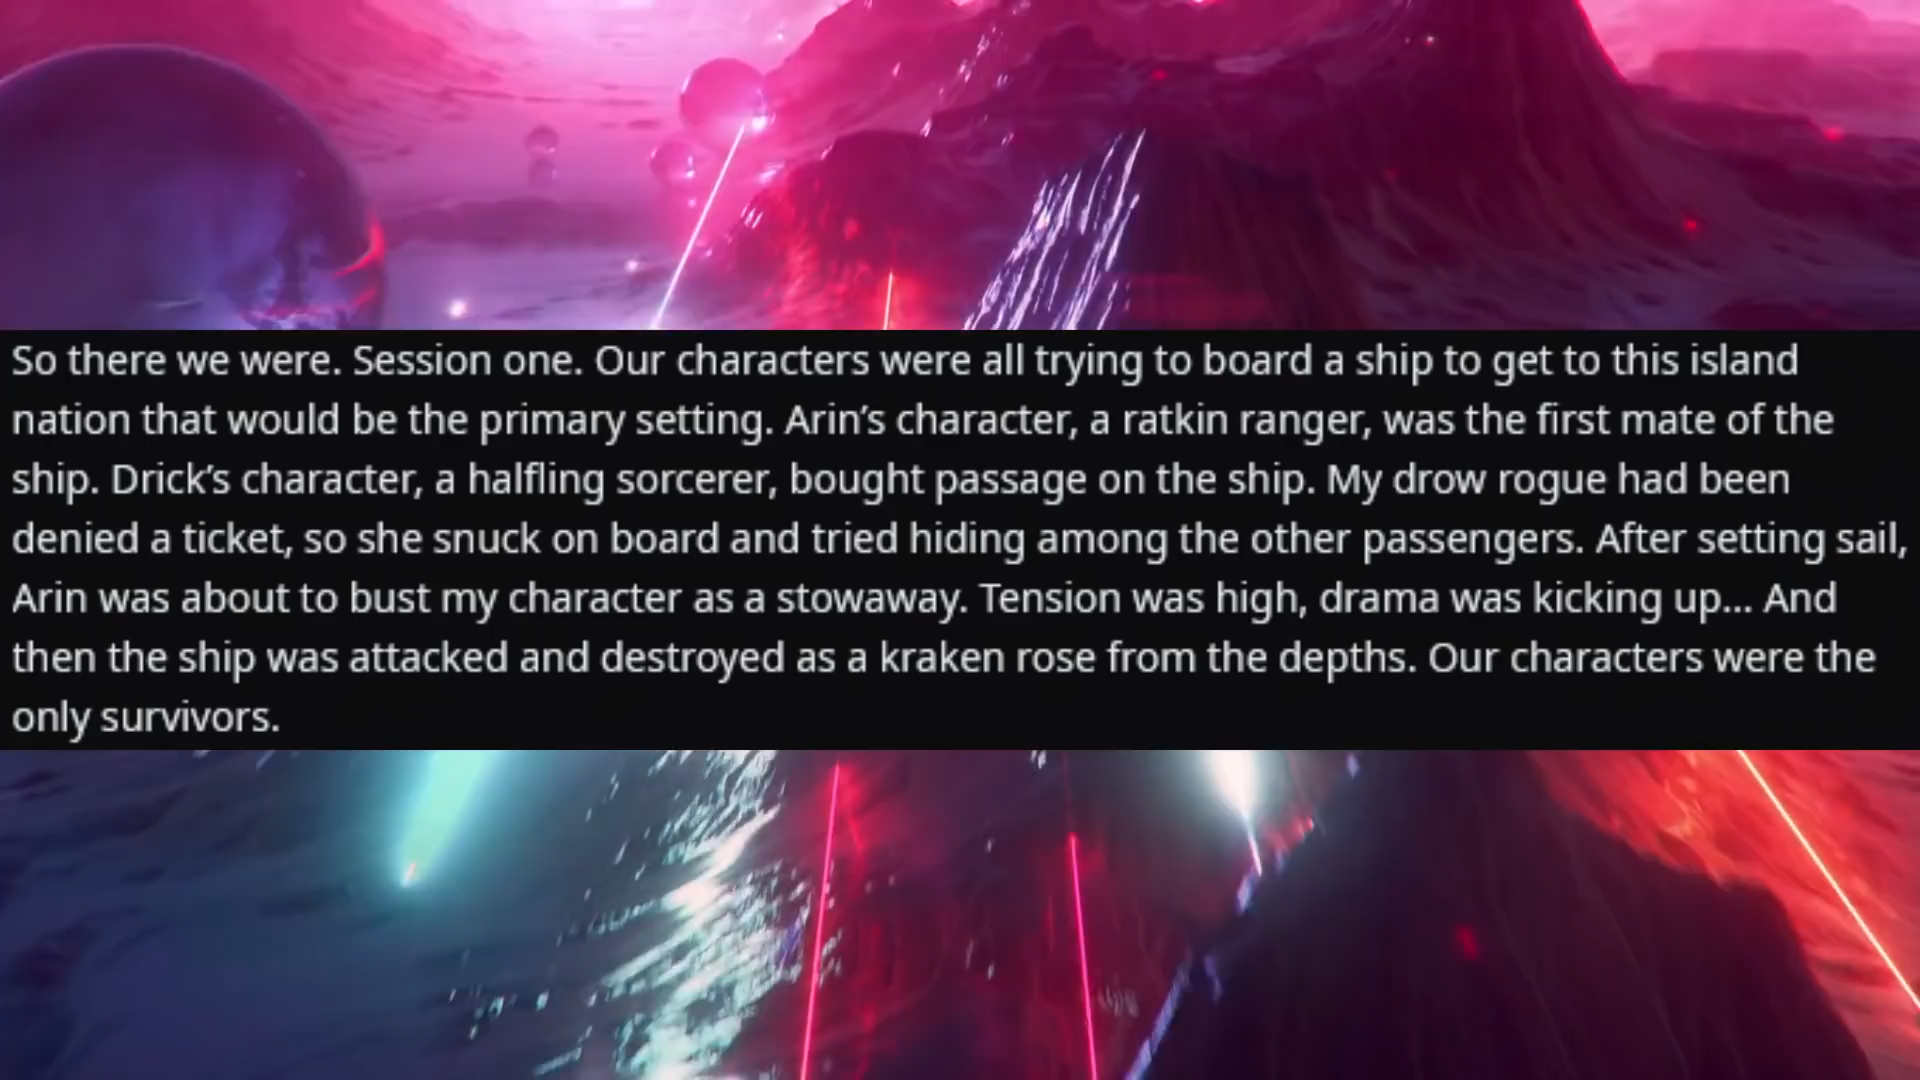 So there we were. Session one. Our characters were all trying to board a ship to get to this island
nation that would be the primary setting. Arin’s character, a ratkin ranger, was the first mate of the
ship. Drick’s character, a halfling sorcerer, bought passage on the ship. My drow rogue had been
denied a ticket, so she snuck on board and tried hiding among the other passengers. After setting sail,
Arin was about to bust my character as a stowaway. Tension was high, drama was kicking up... And
then the ship was attacked and destroyed as a kraken rose from the depths. Our characters were the
only survivors.